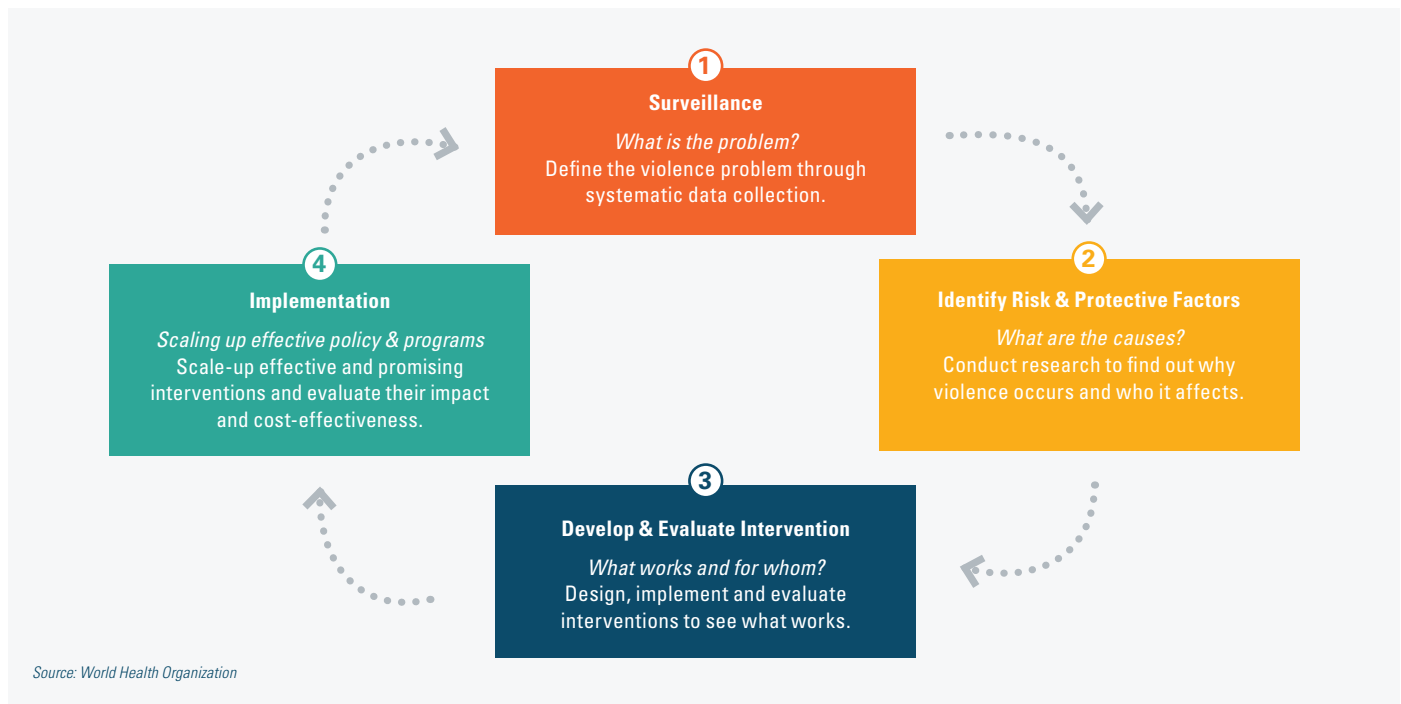 1
Surveillance
What is the problem?
Define the violence problem through
systematic data collection.
2
Identify Risk & Protective Factors
What are the causes?
Conduct research to find out why
violence occurs and who it affects.
3
Develop & Evaluate Intervention
What works and for whom?
Design, implement and evaluate
interventions to see what works.
4
Implementation
Scaling up effective policy & programs
Scale-up effective and promising
interventions and evaluate their impact
and cost-effectiveness.
Source: World Health Organization